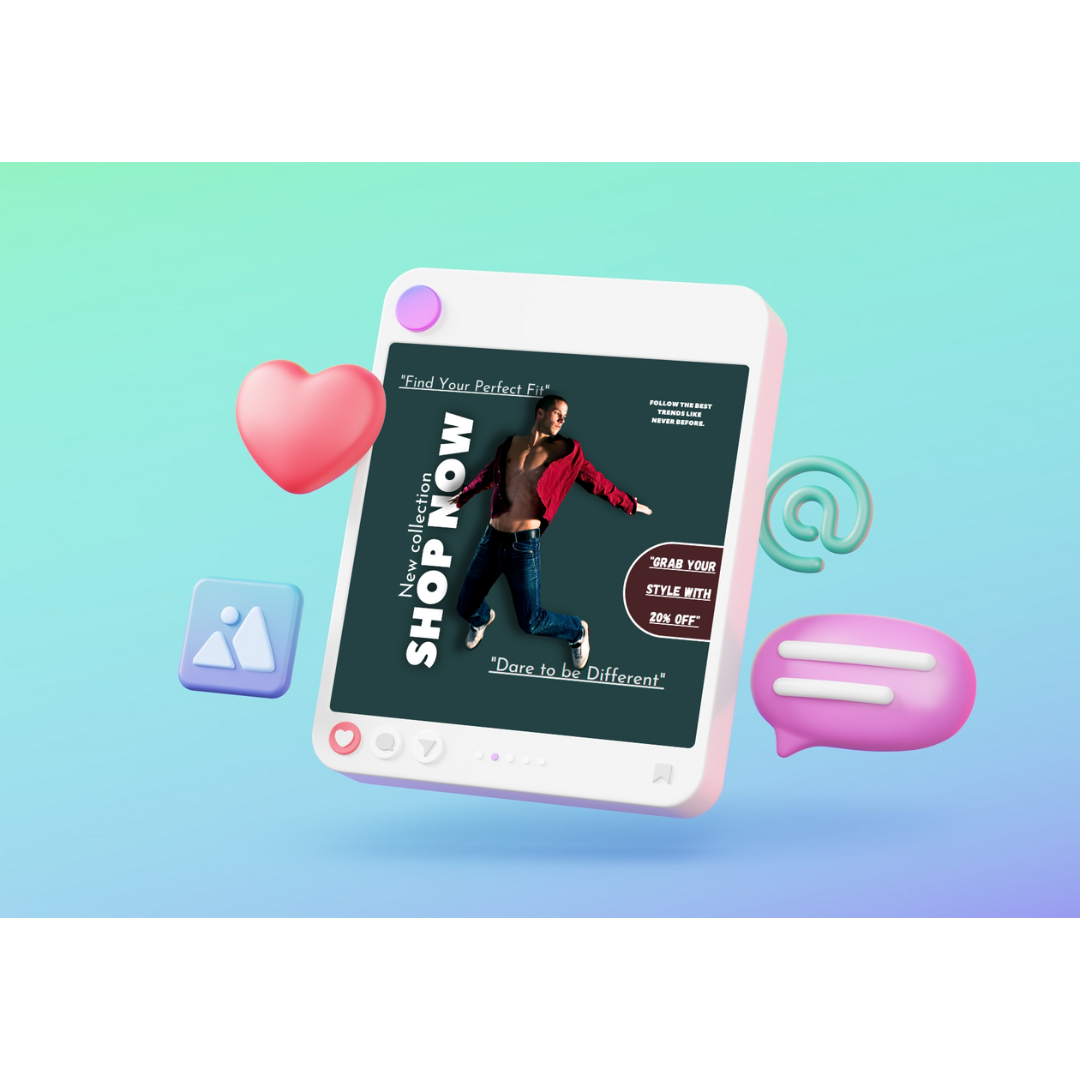 "Find Your Perfect Fit"
FOLLOW THE BEST
TRENDS LIKE
NEVER BEFORE.
New collection
SHOP NOW
"GRAB YOUR
STYLE WITH
20% OFF"
"Dare to be Different"